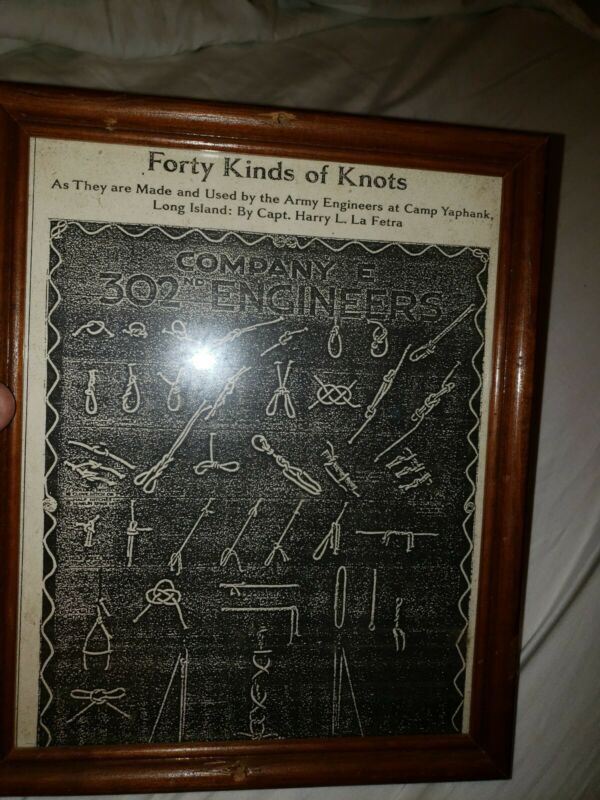 Forty Kinds of Knots
As They are Made and Used by the Army Engineers at Camp Yaphank,
Long Island: By Capt. Harry L. La Fetra
COMPANY E
302ND ENGINEERS